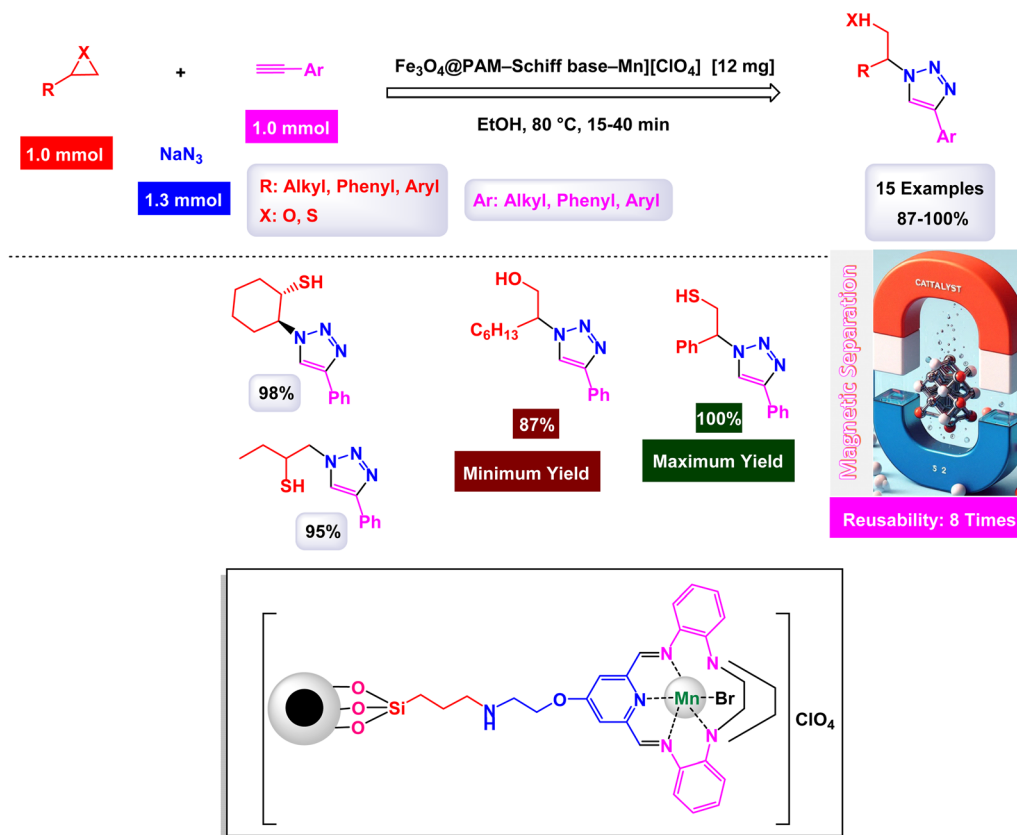 X
R
+
Ar
Fe₃O₄@PAM–Schiff base–Mn][ClO₄] [12 mg]
EtOH, 80 °C, 15-40 min
XH
R
N
N
N
Ar
1.0 mmol
NaN₃
1.3 mmol
1.0 mmol
R: Alkyl, Phenyl, Aryl
X: O, S
Ar: Alkyl, Phenyl, Aryl
15 Examples
87-100%
SH
N
N
N
Ph
98%
HO
C₆H₁₃
N
N
N
Ph
87%
Minimum Yield
HS
Ph
N
N
N
Ph
100%
Maximum Yield
SH
N
N
N
Ph
95%
Magnetic Separation
CATTALYST
5 2
Reusability: 8 Times
O
O
O
Si
N
H
O
N
N
N
N
N
Mn
Br
ClO₄